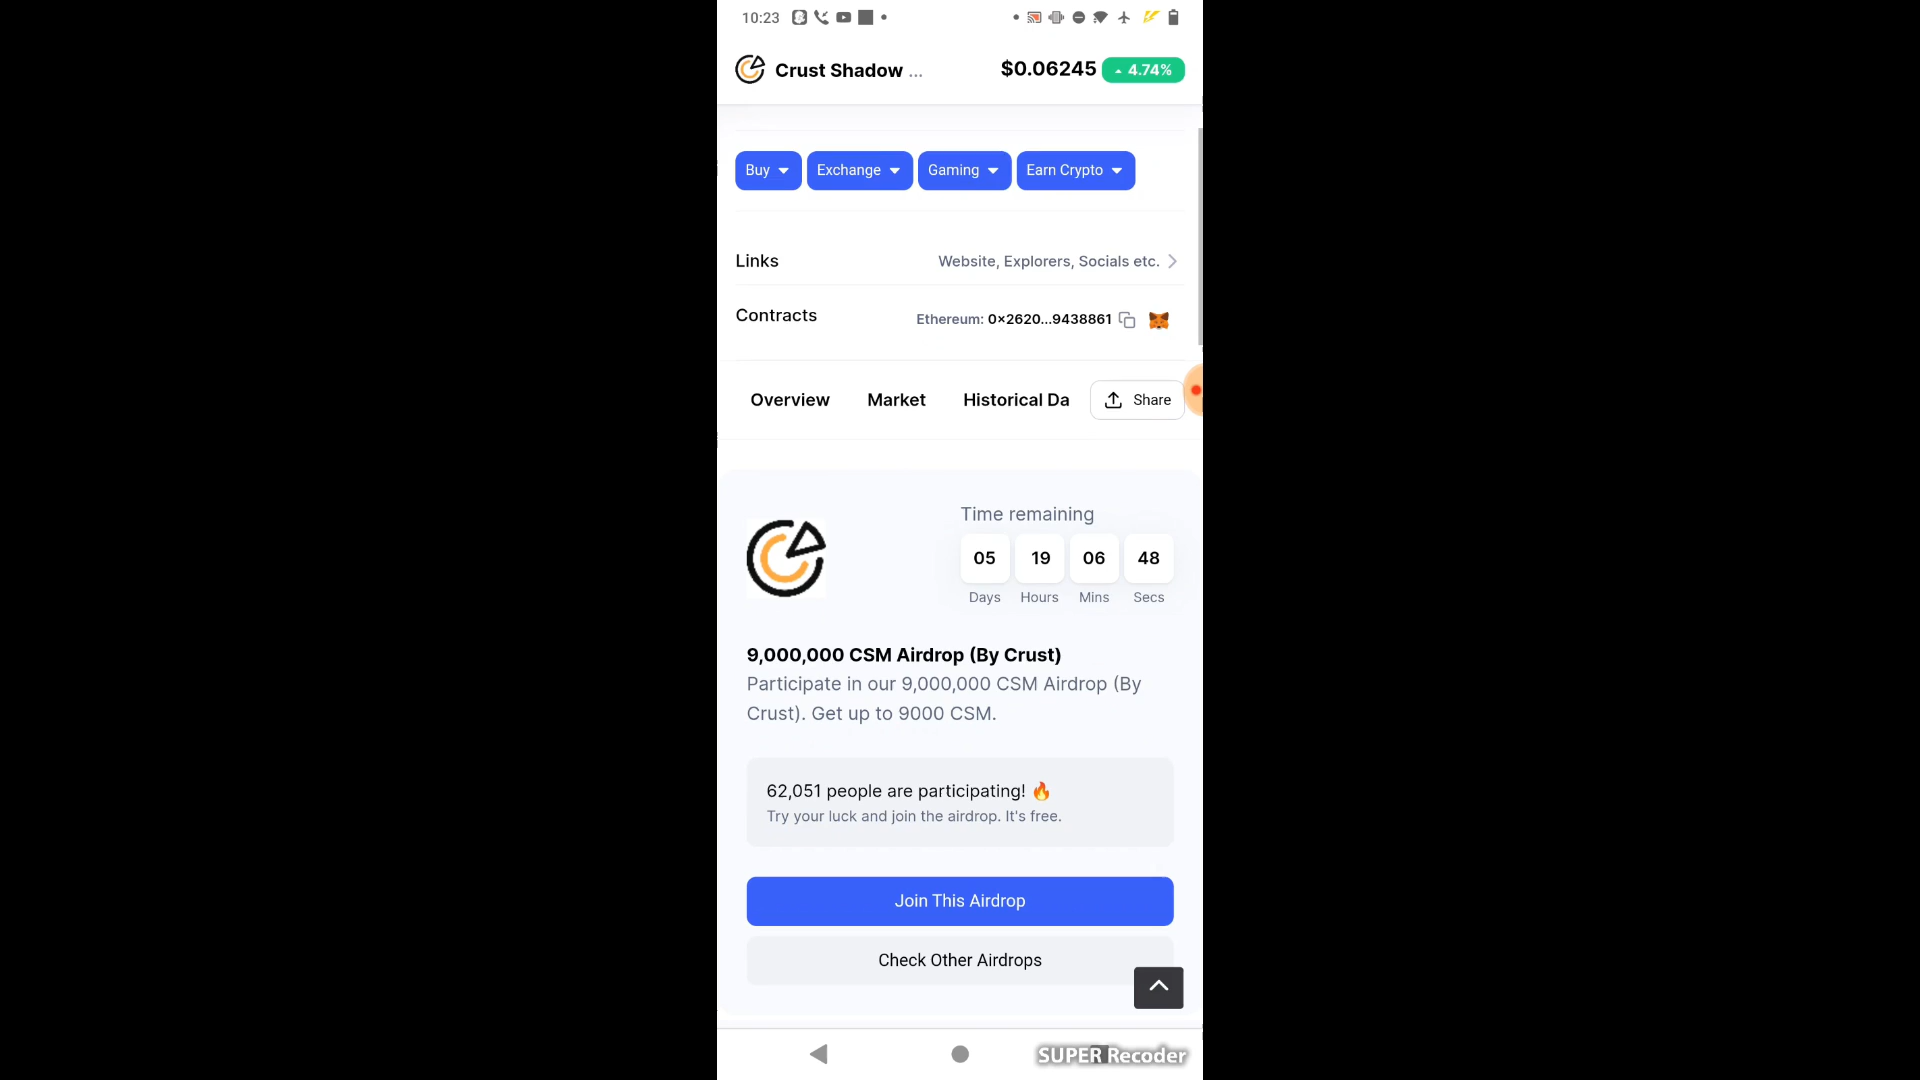 10:23
Crust Shadow ...
$0.06245
4.74%
Buy
Exchange
Gaming
Earn Crypto
Links
Website, Explorers, Socials etc.
Contracts
Ethereum: 0x2620...9438861
Overview
Market
Historical Da
Share
Time remaining
05
19
06
48
Days
Hours
Mins
Secs
9,000,000 CSM Airdrop (By Crust)
Participate in our 9,000,000 CSM Airdrop (By
Crust). Get up to 9000 CSM.
62,051 people are participating! 🔥
Try your luck and join the airdrop. It's free.
Join This Airdrop
Check Other Airdrops
SUPER Recoder